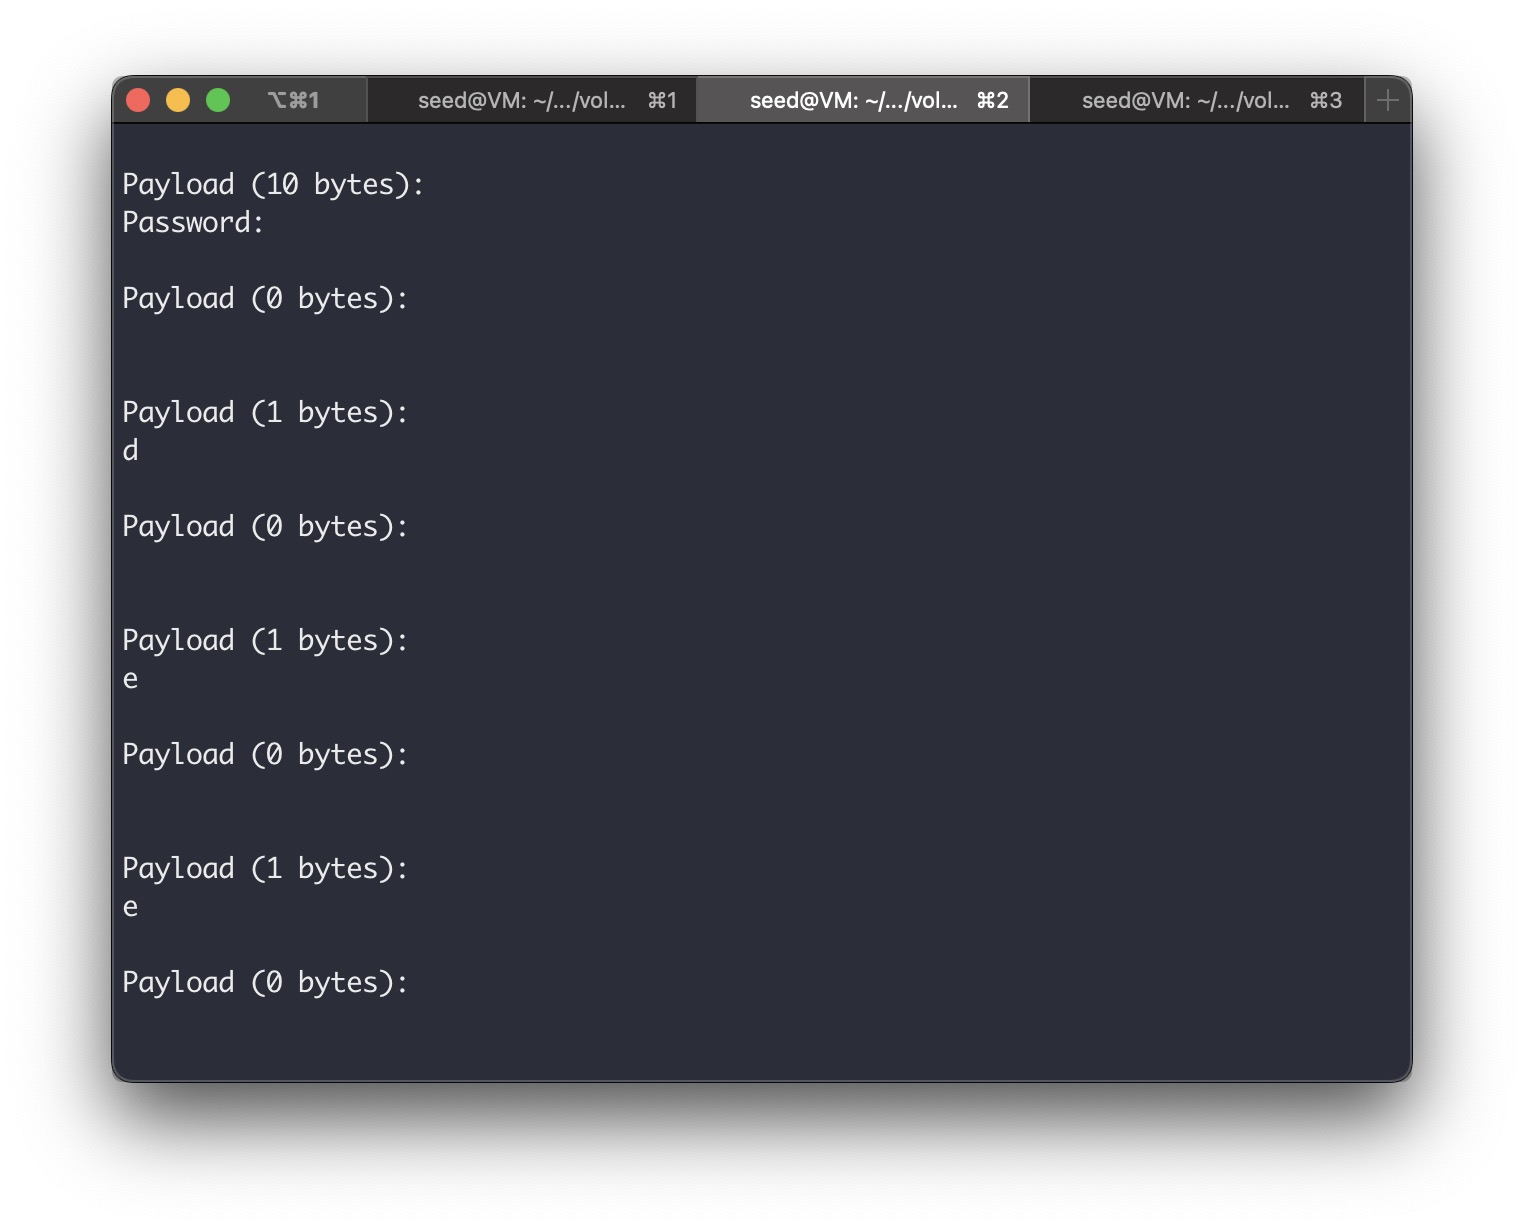 ⌥⌘1
seed@VM: ~/.../vol... ⌘1
seed@VM: ~/.../vol... ⌘2
seed@VM: ~/.../vol... ⌘3
Payload (10 bytes):
Password:
Payload (0 bytes):
Payload (1 bytes):
d
Payload (0 bytes):
Payload (1 bytes):
e
Payload (0 bytes):
Payload (1 bytes):
e
Payload (0 bytes):